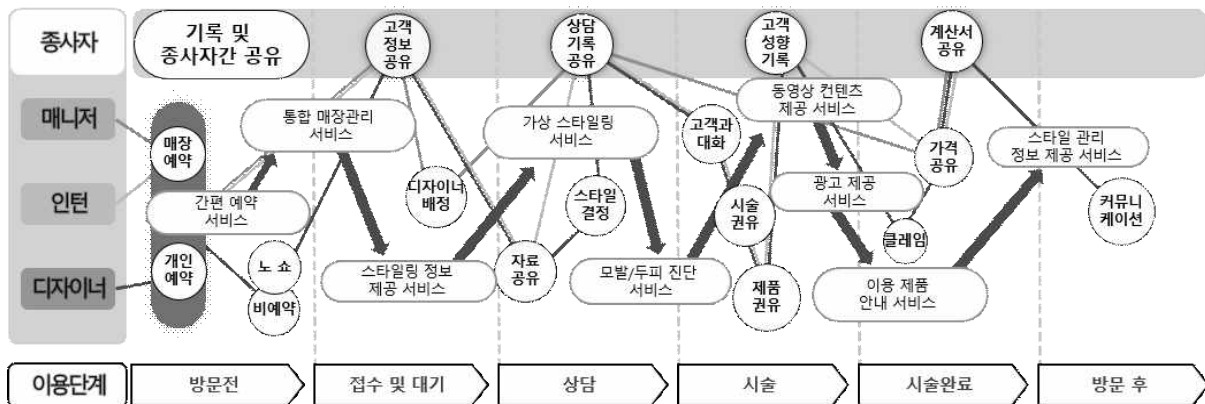 종사자
기록 및
종사자간 공유
고객
정보
공유
상담
기록
공유
고객
성향
기록
계산서
공유
매니저
인턴
디자이너
매장
예약
개인
예약
간편 예약
서비스
노 쇼
비예약
통합 매장관리
서비스
디자이너
배정
스타일링 정보
제공 서비스
자료
공유
가상 스타일링
서비스
스타일
결정
모발/두피 진단
서비스
고객과
대화
시술
권유
제품
권유
동영상 컨텐츠
제공 서비스
광고 제공
서비스
가격
공유
클레임
이용 제품
안내 서비스
스타일 관리
정보 제공 서비스
커뮤니
케이션
이용단계
방문전
접수 및 대기
상담
시술
시술완료
방문 후